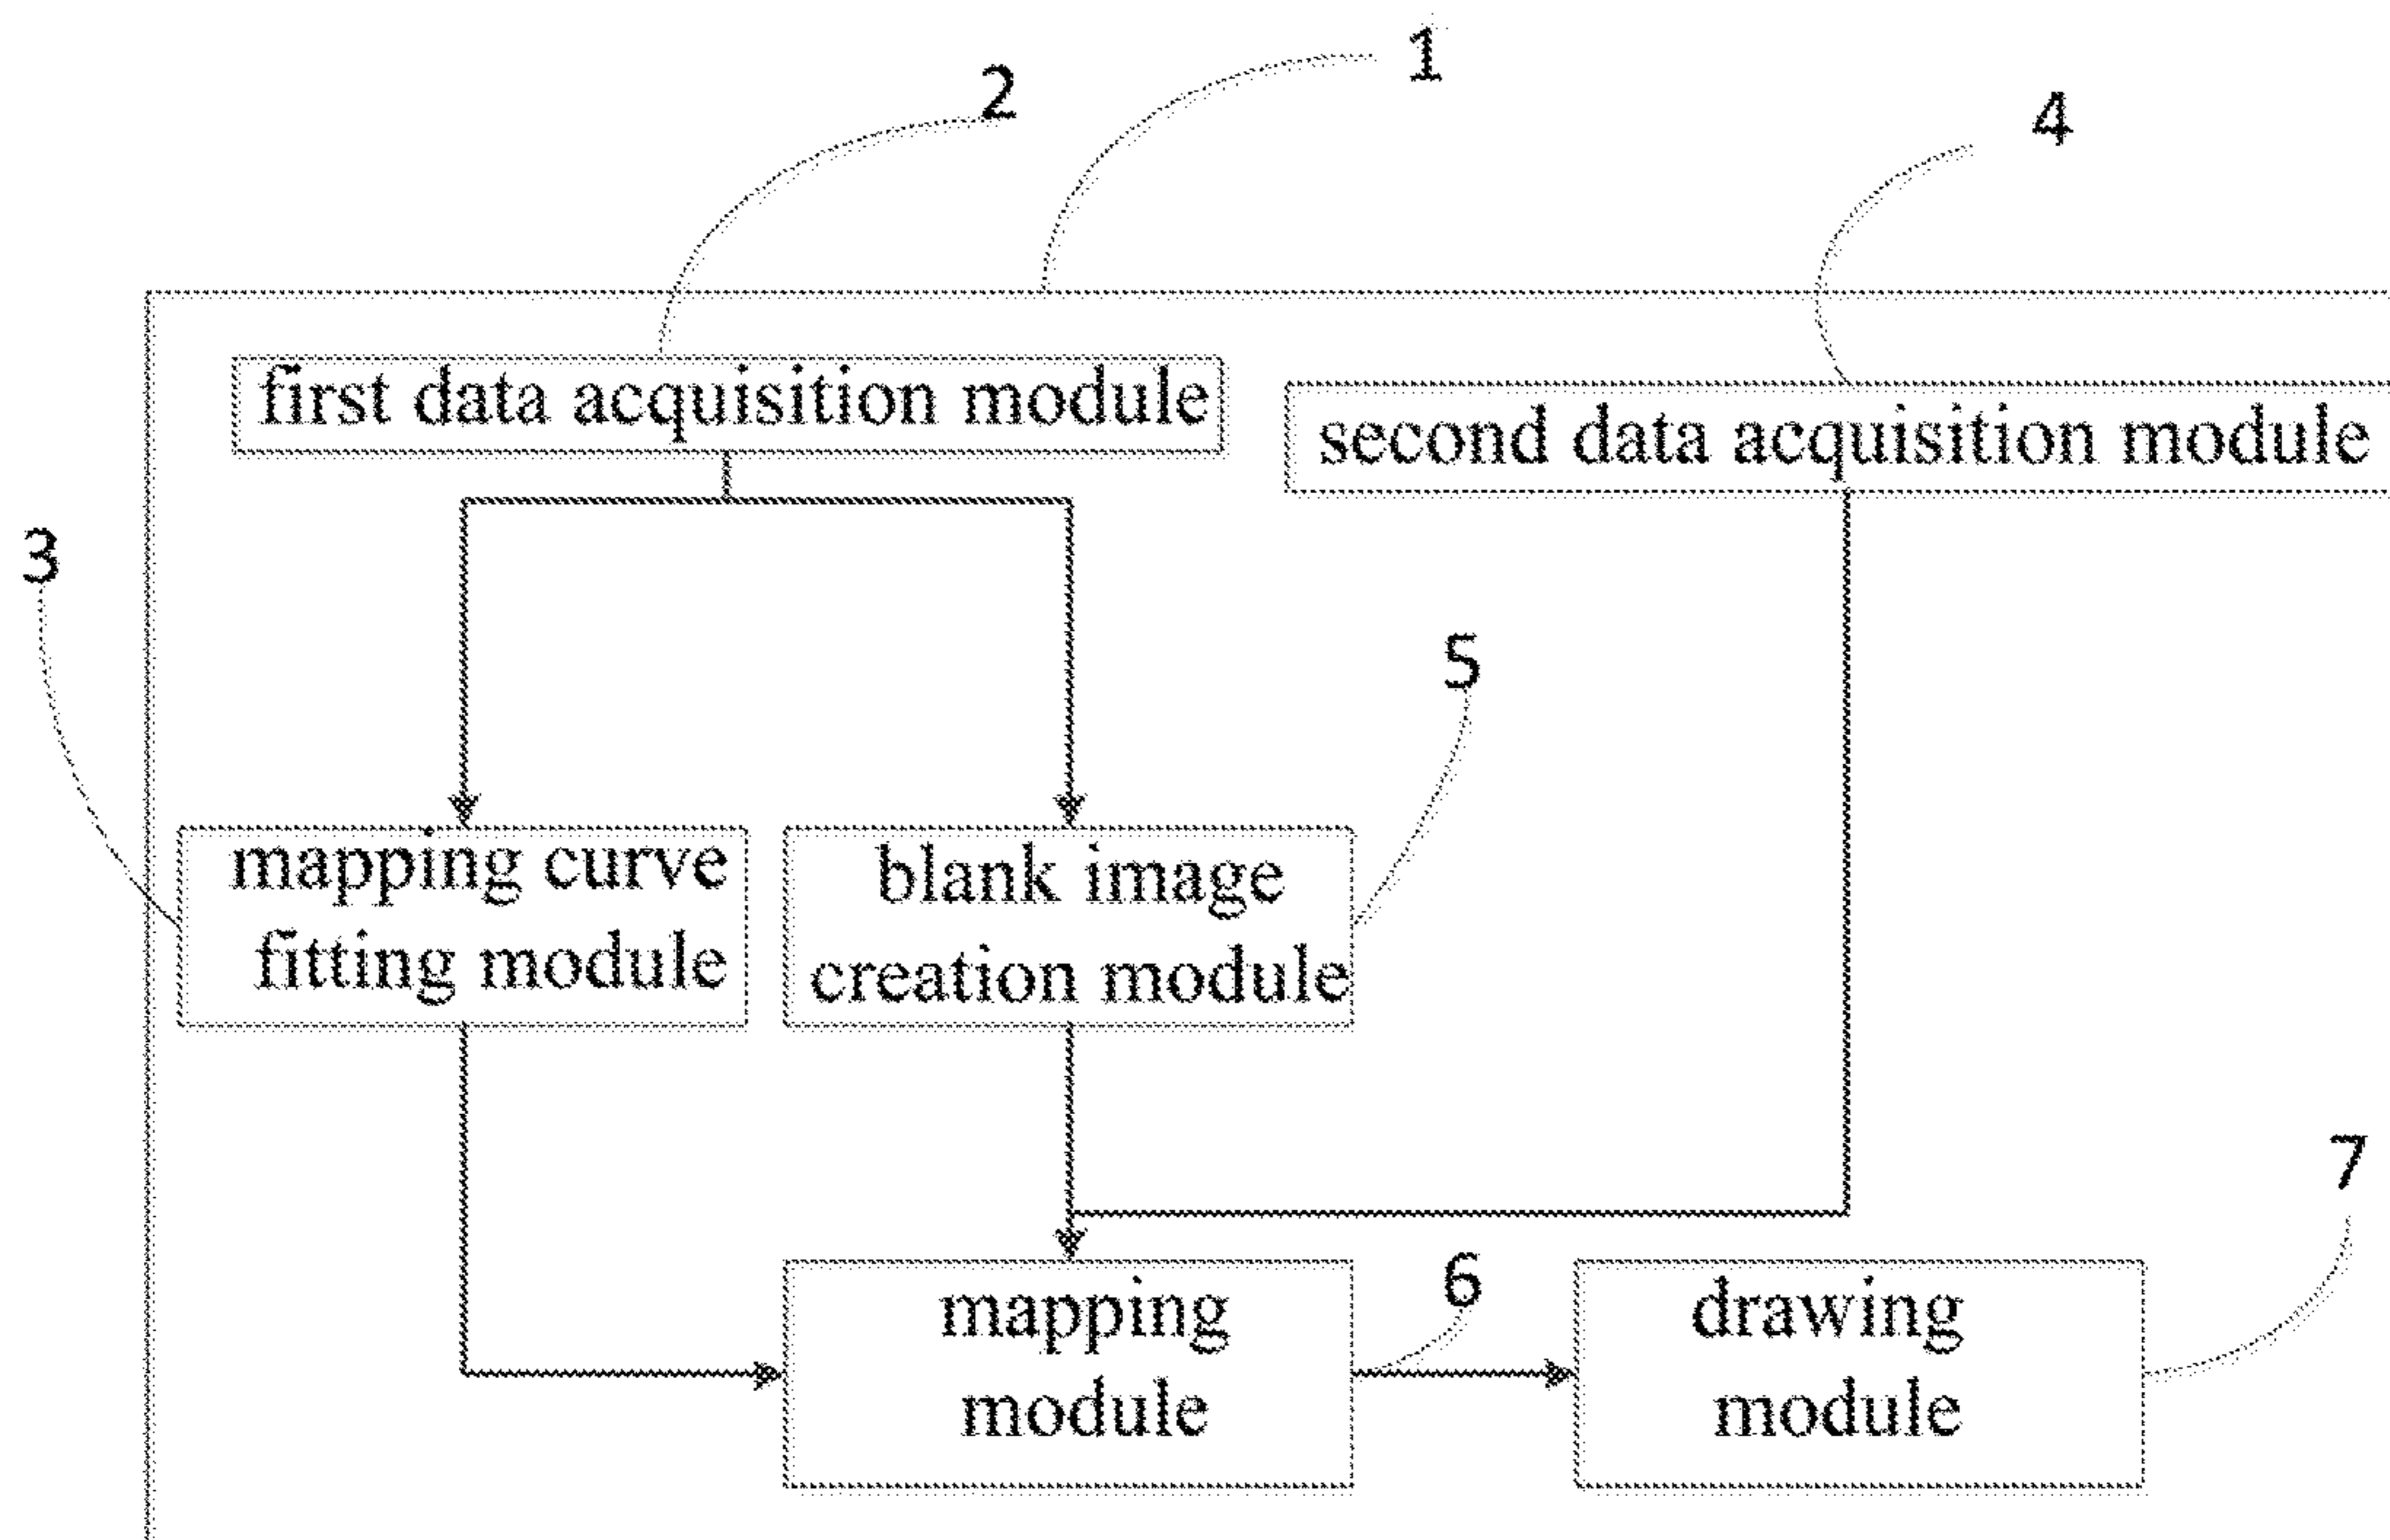 1
2
4
first data acquisition module
second data acquisition module
3
5
mapping curve
fitting module
blank image
creation module
7
6
mapping
module
drawing
module